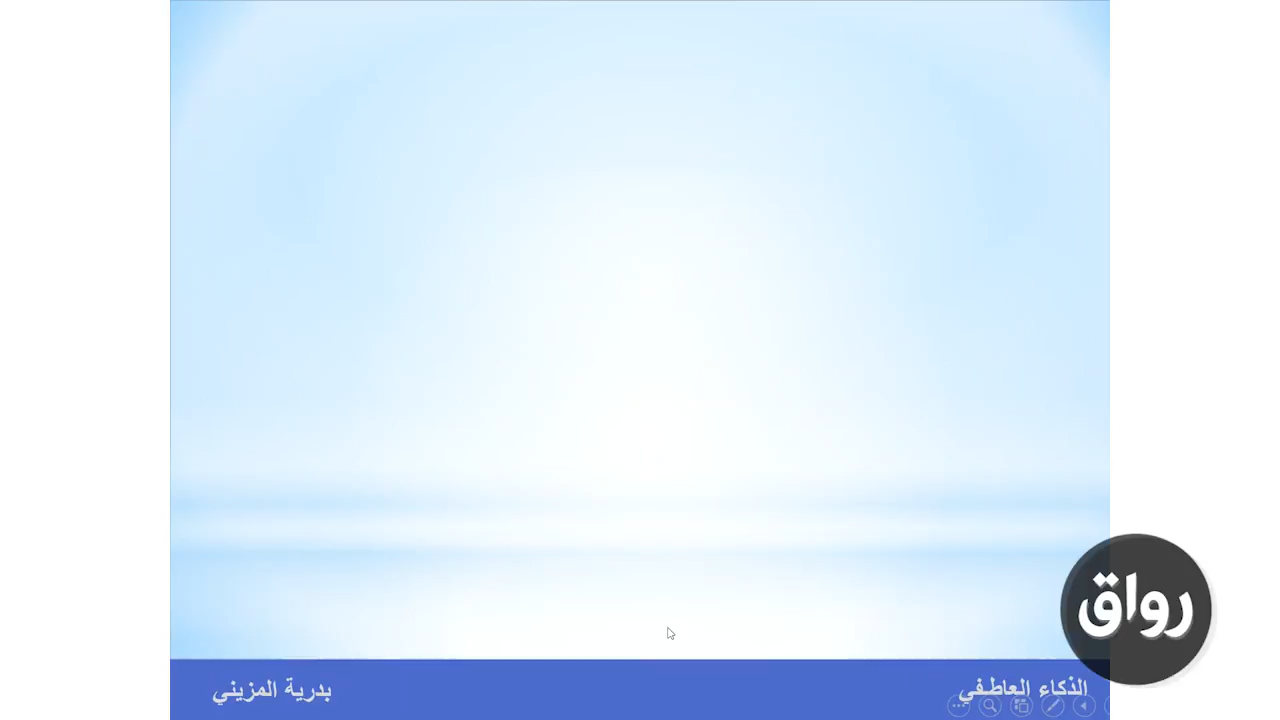 رواق
الذكاء العاطفي
بدرية المزيني